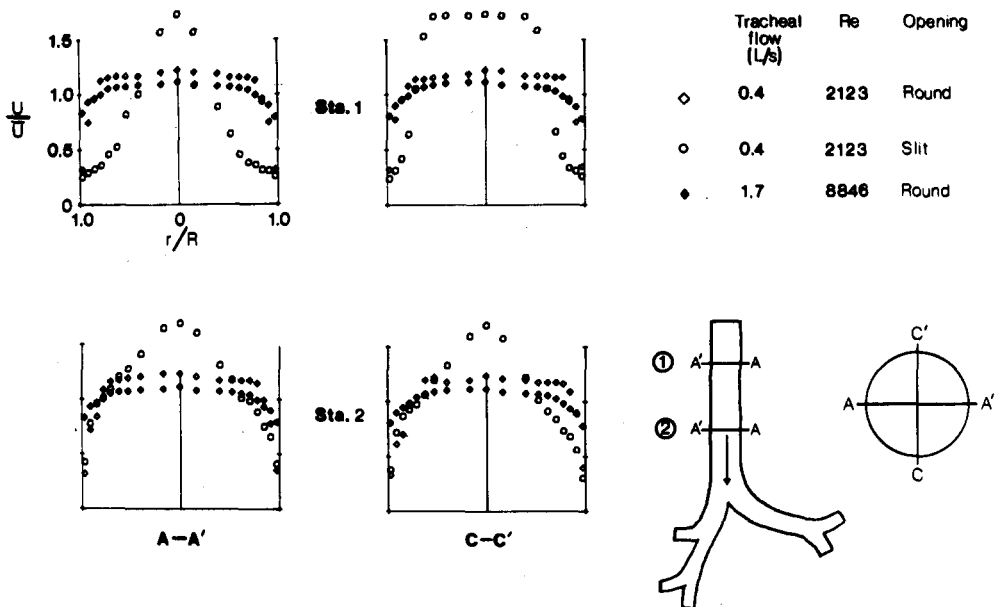 Tracheal flow (L/s) Re Opening
◇ 0.4 2123 Round
○ 0.4 2123 Slit
◆ 1.7 8846 Round
1.5
1.0
0.5
0
U
Ū
1.0 0 1.0
r/R
Sta. 1
Sta. 2
A—A′
C—C′
① A′ A
② A′ A
C′
A A′
C